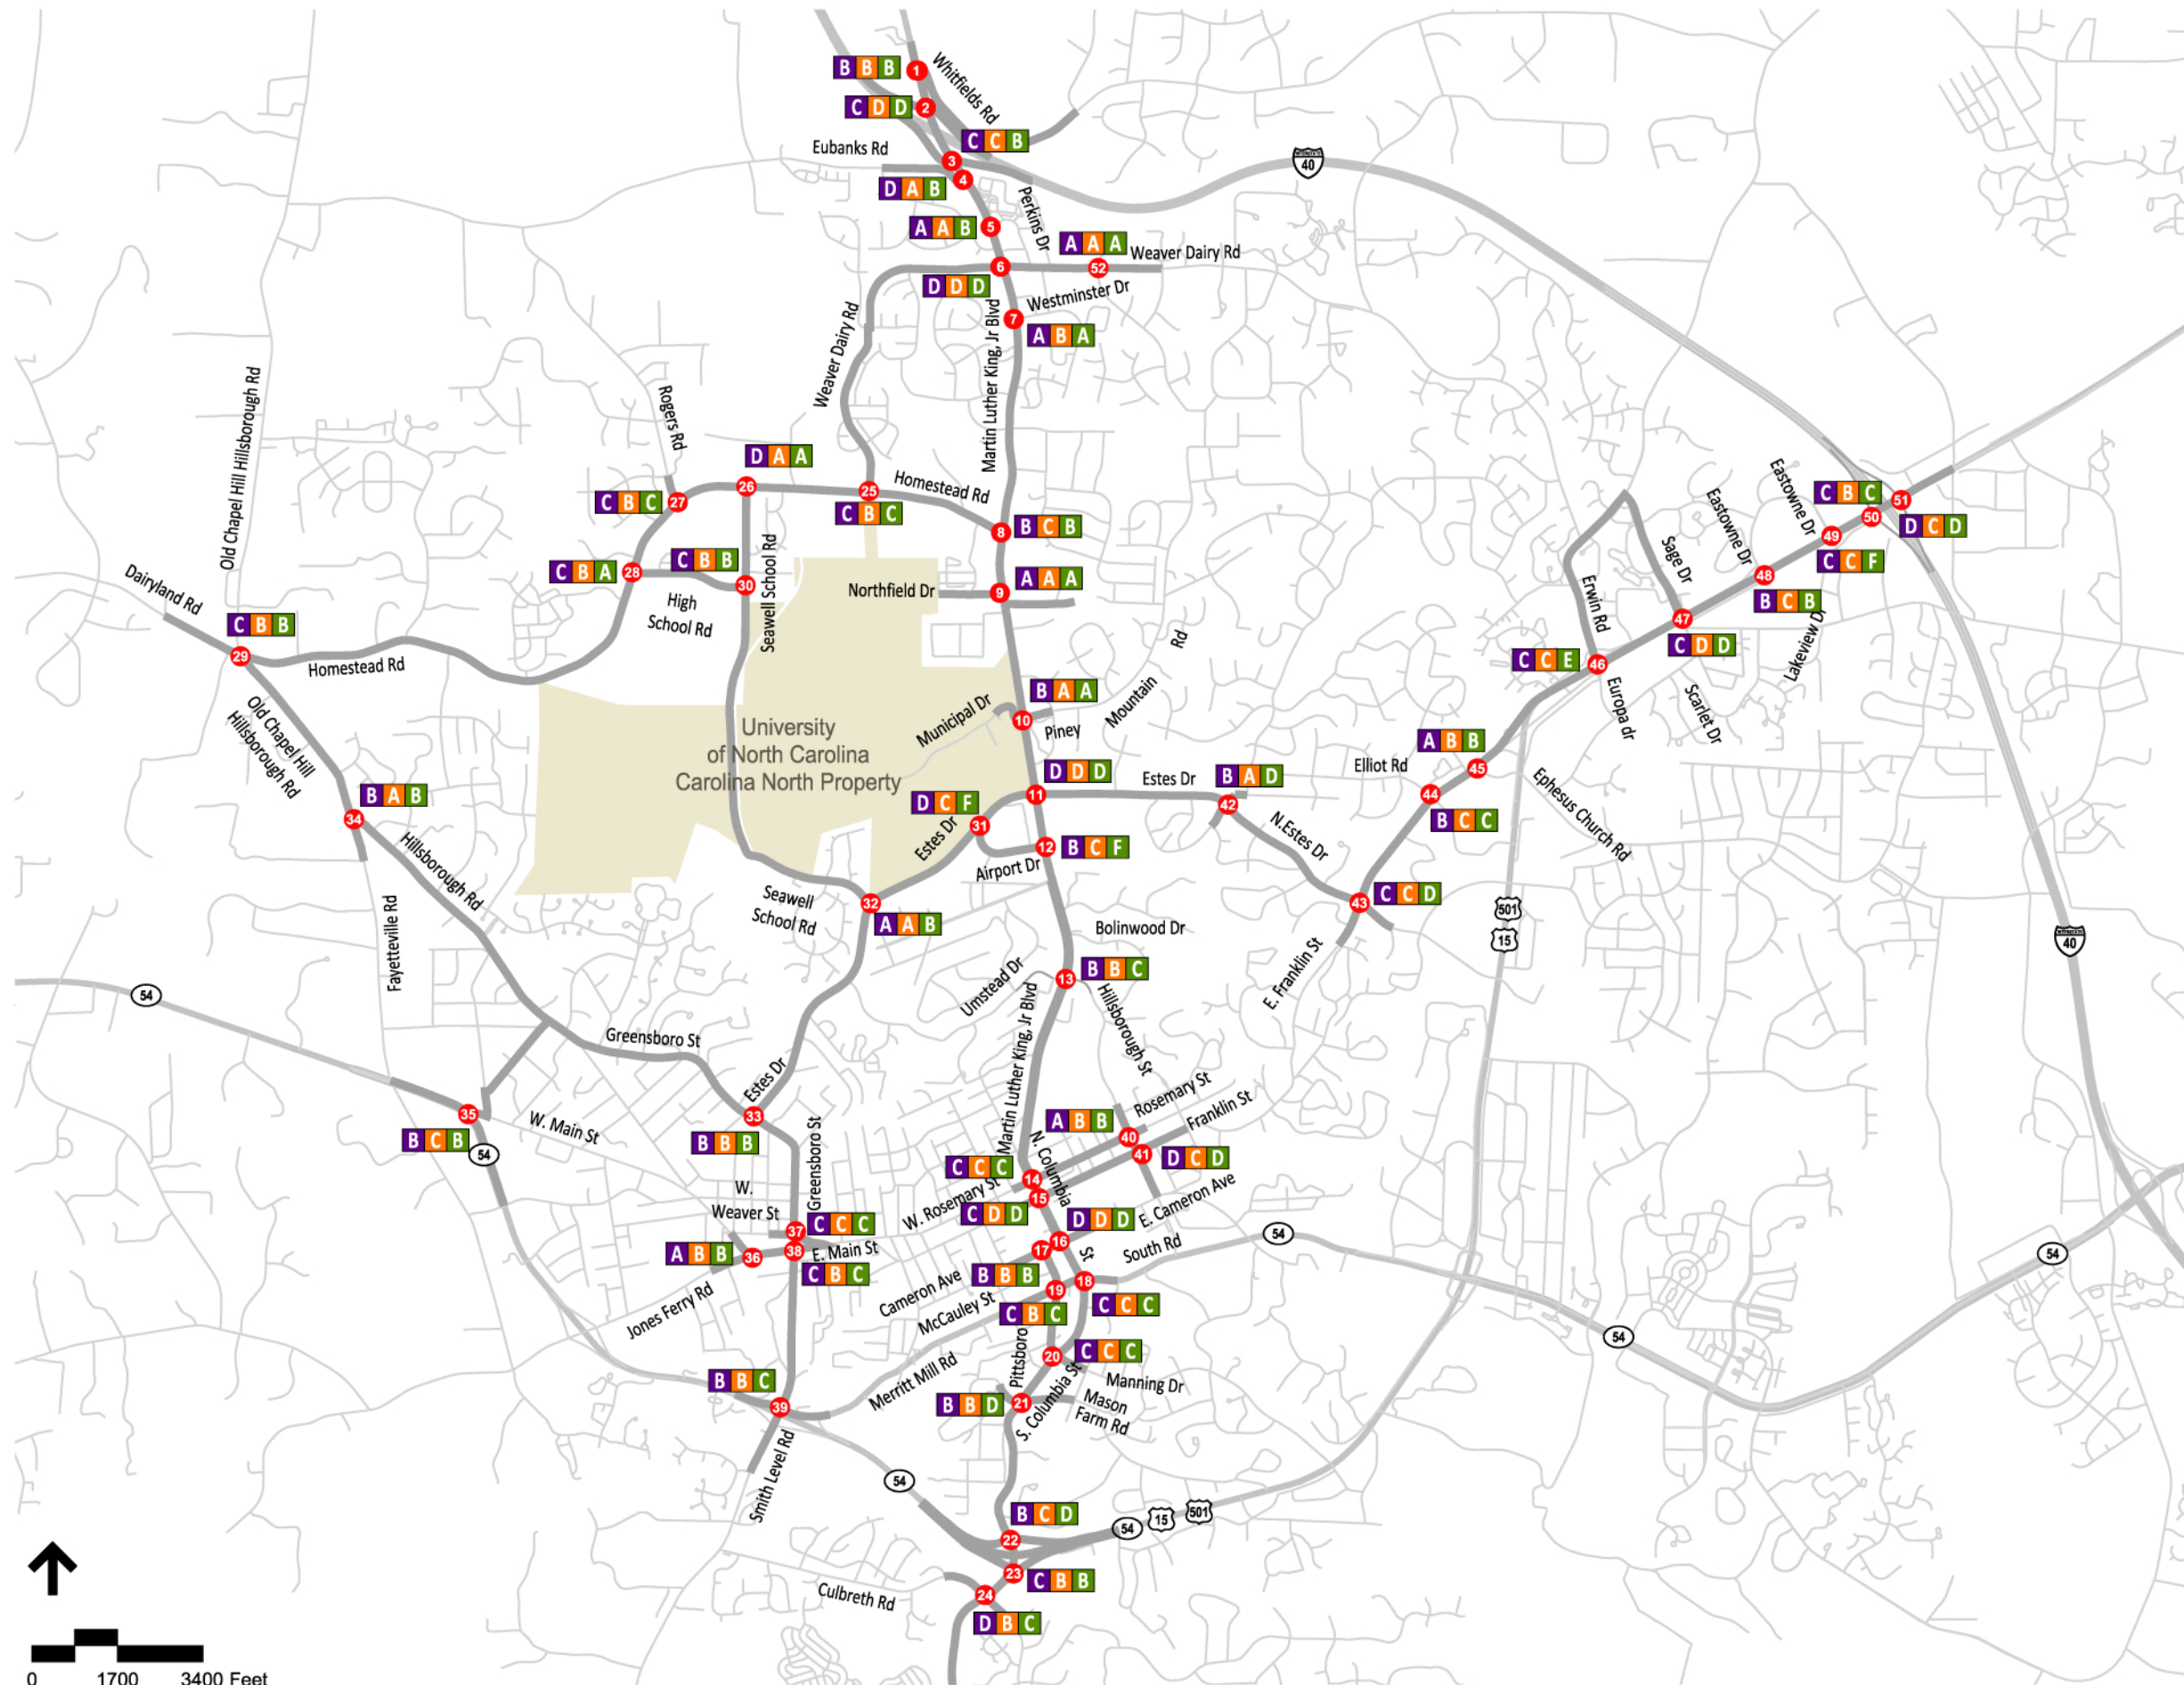 B B B 1
Whitfields Rd
C D D 2
C C B
Eubanks Rd
3
D A B 4
Perkins Dr
A A B 5
A A A
Weaver Dairy Rd
6
52
D D D
Westminster Dr
7
A B A
INTERSTATE 40
Weaver Dairy Rd
Martin Luther King, Jr Blvd
Old Chapel Hill Hillsborough Rd
Rogers Rd
D A A
26
25
Homestead Rd
C B C 27
C B C
8 B C B
C B A 28
C B B
30
High
School Rd
Seawell School Rd
Northfield Dr
9 A A A
Eastowne Dr
Eastowne Dr
C B C 51
50
D C D
49
C C F
48
B C B
Sage Dr
47
C D D
Lakeview Dr
Erwin Rd
C C E 46
Europa dr
Scarlet Dr
Dairyland Rd
C B B
29
Homestead Rd
Old Chapel Hill
Hillsborough Rd
University
of North Carolina
Carolina North Property
Municipal Dr
B A A
10
Piney
Mountain
Rd
D D D
11
Estes Dr
B A D
42
A B B
45
Elliot Rd
44
B C C
Ephesus Church Rd
B A B
34
Hillsborough Rd
Fayetteville Rd
D C F
31
Estes Dr
12 B C F
Airport Dr
N.Estes Dr
43 C C D
E. Franklin St
501
15
INTERSTATE 40
Seawell
School Rd
32
A A B
Bolinwood Dr
Umstead Dr
13 B B C
Hillsborough St
Martin Luther King, Jr Blvd
54
Greensboro St
Estes Dr
33
B B B
35
B C B
54
W. Main St
Greensboro St
W.
Weaver St
37 C C C
A B B 36
38
E. Main St
C B C
Jones Ferry Rd
Rosemary St
Franklin St
A B B
40
41 D C D
N. Columbia
St
C C C
14
W. Rosemary St
15
C D D
D D D
E. Cameron Ave
16
17
South Rd
54
Cameron Ave
B B B
18
19
McCauley St
C B C
C C C
Pittsboro
20 C C C
S. Columbia St
Manning Dr
Mason
Farm Rd
B B D 21
Merritt Mill Rd
B B C
39
Smith Level Rd
54
54
54
B C D
22
54 15 501
23
C B B
24
Culbreth Rd
D B C
0 1700 3400 Feet